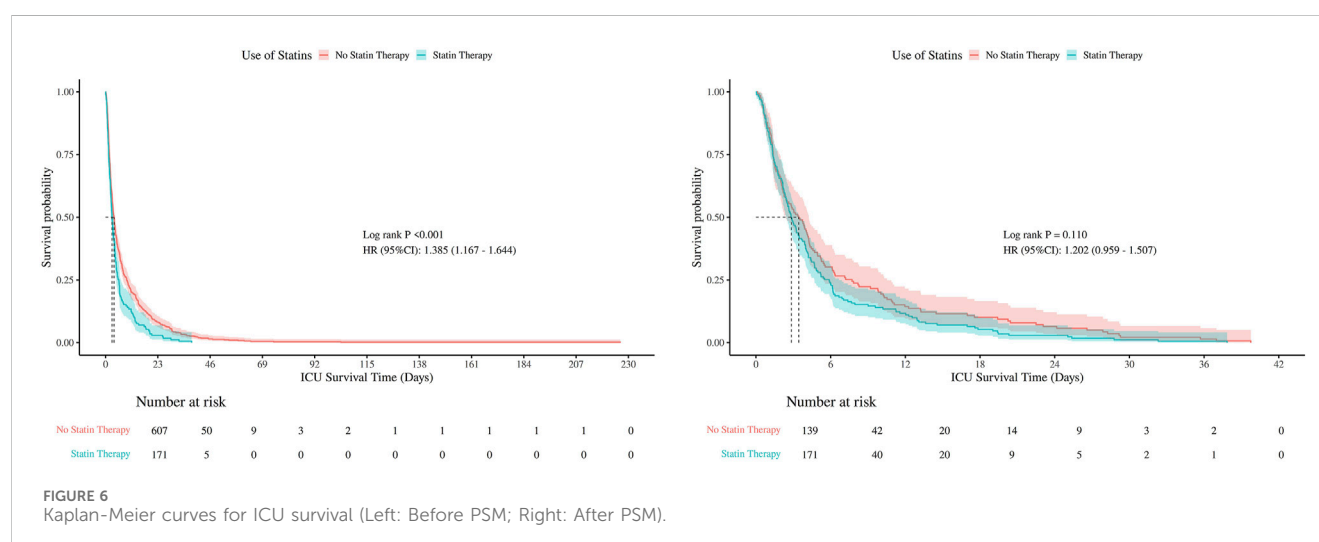 Use of Statins No Statin Therapy Statin Therapy
1.00
0.75
0.50
0.25
0.00
Survival probability
Log rank P <0.001
HR (95%CI): 1.385 (1.167 - 1.644)
0 23 46 69 92 115 138 161 184 207 230
ICU Survival Time (Days)
Number at risk
No Statin Therapy 607 50 9 3 2 1 1 1 1 1 0
Statin Therapy 171 5 0 0 0 0 0 0 0 0 0
Use of Statins No Statin Therapy Statin Therapy
1.00
0.75
0.50
0.25
0.00
Survival probability
Log rank P = 0.110
HR (95%CI): 1.202 (0.959 - 1.507)
0 6 12 18 24 30 36 42
ICU Survival Time (Days)
Number at risk
No Statin Therapy 139 42 20 14 9 3 2 0
Statin Therapy 171 40 20 9 5 2 1 0
FIGURE 6
Kaplan-Meier curves for ICU survival (Left: Before PSM; Right: After PSM).